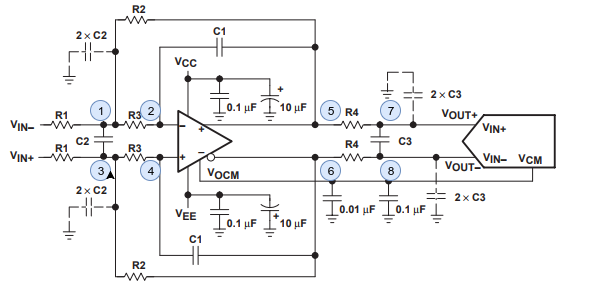 R2
2 × C2
C1
VCC
+
0.1 µF
10 µF
2 × C3
1
2
5
7
R1
R3
R4
VOUT+
VIN–
–
+
VIN+
C2
C3
R1
R3
R4
VIN+
+
–
VOUT–
VIN–
VCM
3
4
VOCM
6
8
2 × C2
VEE
0.1 µF
+
10 µF
0.01 µF
0.1 µF
2 × C3
C1
R2